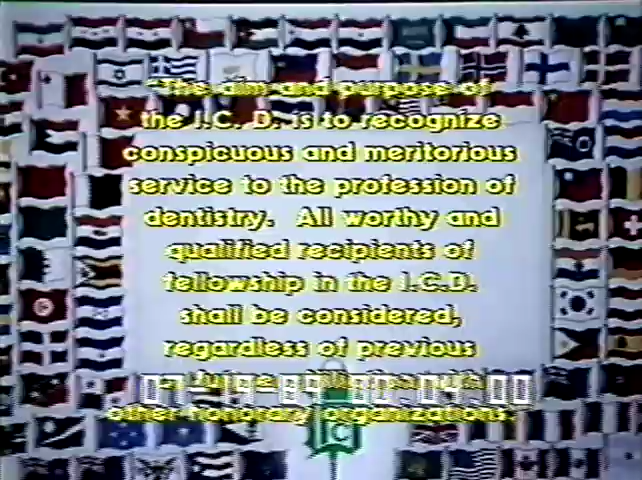 "The aim and purpose of
the I.C. D. is to recognize
conspicuous and meritorious
service to the profession of
dentistry.  All worthy and
qualified recipients of
fellowship in the I.C.D.
shall be considered,
regardless of previous
other honorary organizations.